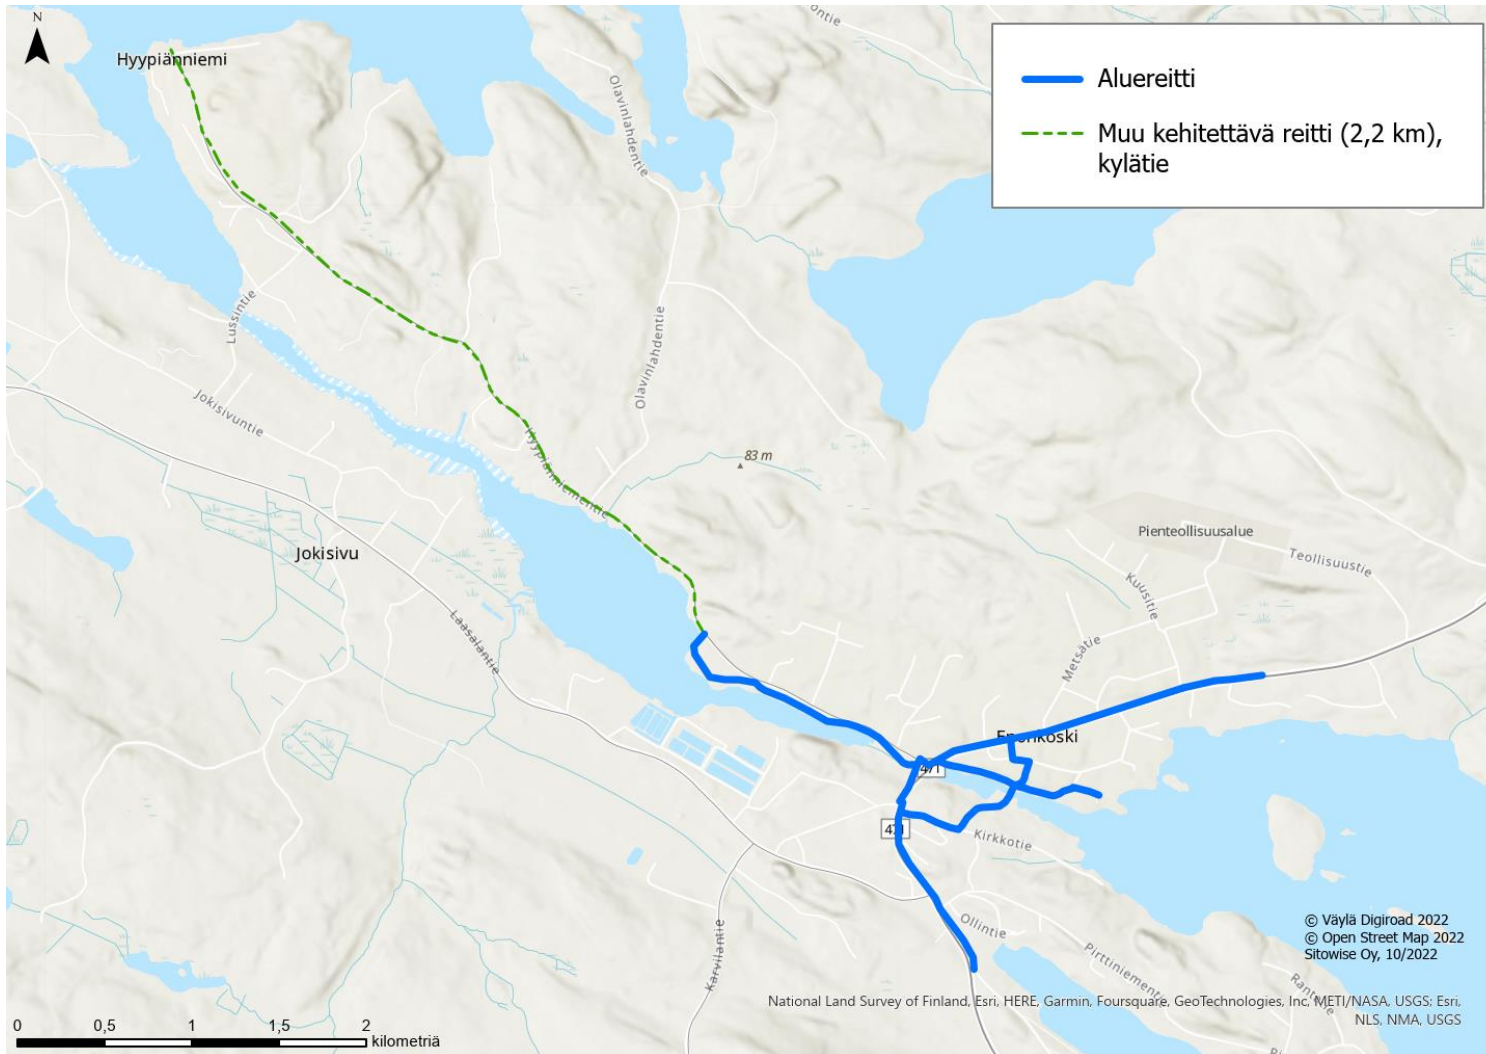 N
Hyypiänniemi
Olavinlahdentie
Aluereitti
Muu kehitettävä reitti (2,2 km),
kylätie
Lussintie
Olavinlahdentie
Jokisivuntie
Hyypiänniementie
83 m
Pienteollisuusalue
Teollisuustie
Kuusitie
Jokisivu
Laasalantie
Metsätie
Enonkoski
471
471
Kirkkotie
Ollintie
Karvilantie
Pirttiniementie
© Väylä Digiroad 2022
© Open Street Map 2022
Sitowise Oy, 10/2022
National Land Survey of Finland, Esri, HERE, Garmin, Foursquare, GeoTechnologies, Inc, METI/NASA, USGS; Esri,
NLS, NMA, USGS
0 0,5 1 1,5 2
kilometriä